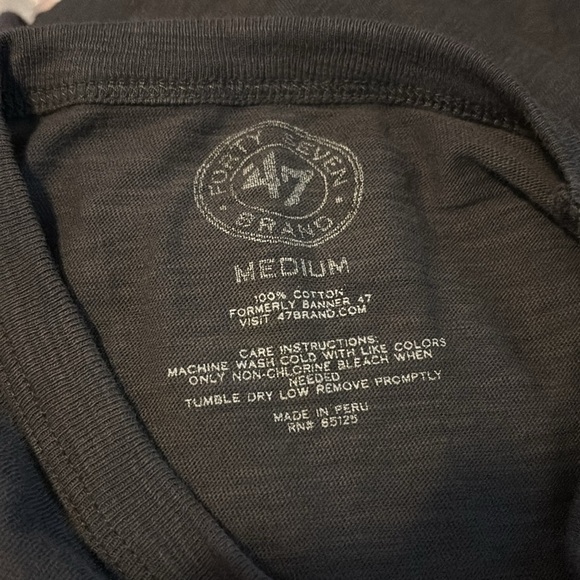 FORTY SEVEN
47
BRAND
MEDIUM
100% COTTON
FORMERLY BANNER 47
VISIT 47BRAND.COM
CARE INSTRUCTIONS:
MACHINE WASH COLD WITH LIKE COLORS
ONLY NON-CHLORINE BLEACH WHEN
NEEDED
TUMBLE DRY LOW REMOVE PROMPTLY
MADE IN PERU
RN# 65125